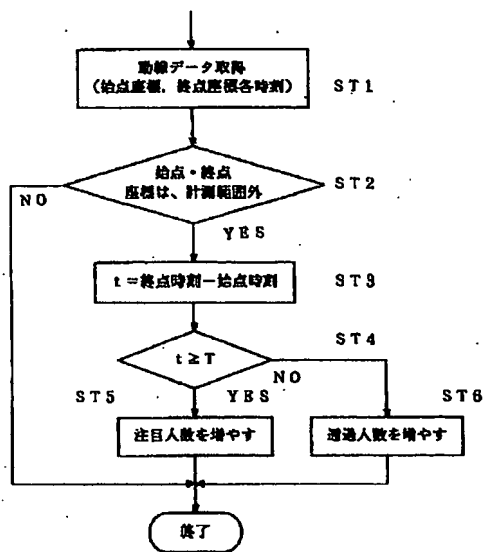 動線データ取得
(始点座標,終点座標各時刻)
ST1
始点・終点
座標は、計測範囲外
ST2
NO
YES
t=終点時刻-始点時刻
ST3
ST4
t≥T
NO
ST5
YES
ST6
注目人数を増やす
通過人数を増やす
終了